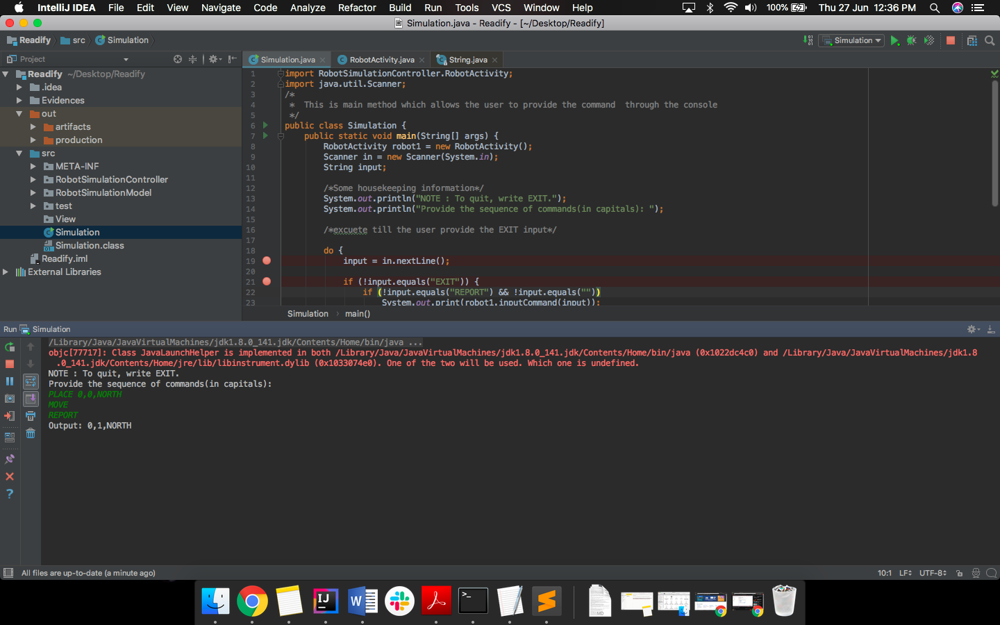 IntelliJ IDEA File Edit View Navigate Code Analyze Refactor Build Run Tools VCS Window Help 100% Thu 27 Jun 12:36 PM
Simulation.java - Readify - [~/Desktop/Readify]
Readify src Simulation Simulation
Project
Simulation.java RobotActivity.java String.java
Readify ~/Desktop/Readify
.idea
Evidences
out
artifacts
production
src
META-INF
RobotSimulationController
RobotSimulationModel
test
View
Simulation
Simulation.class
Readify.iml
External Libraries
1 import RobotSimulationController.RobotActivity;
2 import java.util.Scanner;
3 /*
4 * This is main method which allows the user to provide the command through the console
5 */
6 public class Simulation {
7 public static void main(String[] args) {
8 RobotActivity robot1 = new RobotActivity();
9 Scanner in = new Scanner(System.in);
10 String input;
11
12 /*Some housekeeping information*/
13 System.out.println("NOTE : To quit, write EXIT.");
14 System.out.println("Provide the sequence of commands(in capitals): ");
15
16 /*excuete till the user provide the EXIT input*/
17
18 do {
19 input = in.nextLine();
20
21 if (!input.equals("EXIT")) {
22 if (!input.equals("REPORT") && !input.equals(""))
23 System.out.print(robot1.inputCommand(input));
Simulation main()
Run Simulation
/Library/Java/JavaVirtualMachines/jdk1.8.0_141.jdk/Contents/Home/bin/java ...
objc[77717]: Class JavaLaunchHelper is implemented in both /Library/Java/JavaVirtualMachines/jdk1.8.0_141.jdk/Contents/Home/bin/java (0x1022dc4c0) and /Library/Java/JavaVirtualMachines/jdk1.8
.0_141.jdk/Contents/Home/jre/lib/libinstrument.dylib (0x1033074e0). One of the two will be used. Which one is undefined.
NOTE : To quit, write EXIT.
Provide the sequence of commands(in capitals):
PLACE 0,0,NORTH
MOVE
REPORT
Output: 0,1,NORTH
All files are up-to-date (a minute ago) 10:1 LF UTF-8
IJ W >_ MD